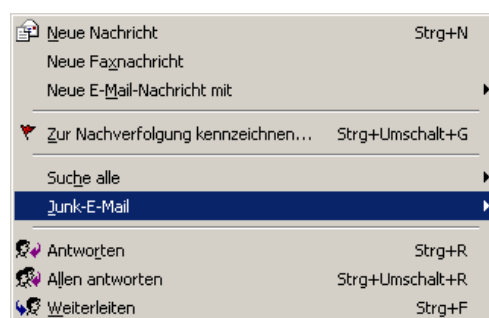 Neue Nachricht Strg+N
Neue Faxnachricht
Neue E-Mail-Nachricht mit
Zur Nachverfolgung kennzeichnen... Strg+Umschalt+G
Suche alle
Junk-E-Mail
Antworten Strg+R
Allen antworten Strg+Umschalt+R
Weiterleiten Strg+F